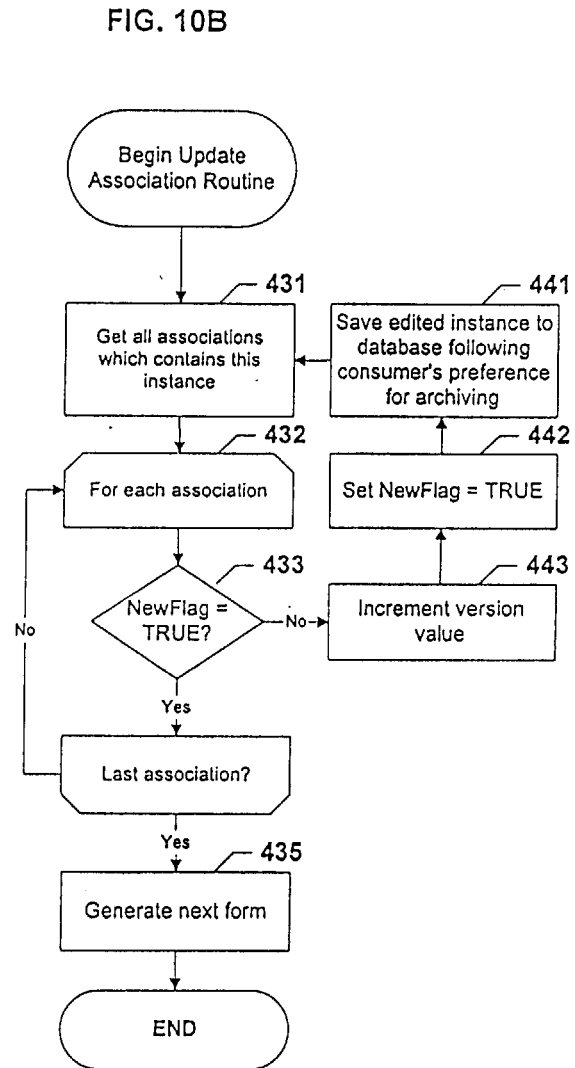 FIG. 10B
Begin Update
Association Routine
431
Get all associations
which contains this
instance
441
Save edited instance to
database following
consumer's preference
for archiving
432
For each association
442
Set NewFlag = TRUE
433
NewFlag =
TRUE?
No
443
Increment version
value
No
Yes
Last association?
Yes
435
Generate next form
END